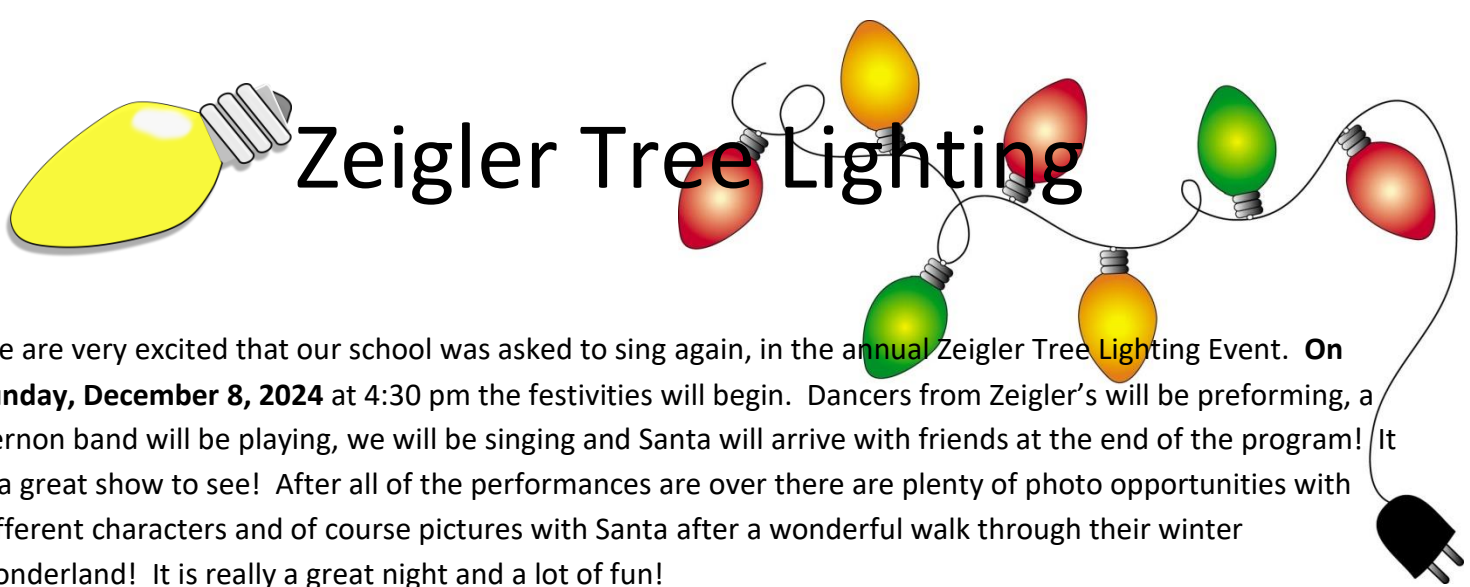 Zeigler Tree Lighting
e are very excited that our school was asked to sing again, in the annual Zeigler Tree Lighting Event. On
unday, December 8, 2024 at 4:30 pm the festivities will begin. Dancers from Zeigler's will be preforming, a
ernon band will be playing, we will be singing and Santa will arrive with friends at the end of the program! It
a great show to see! After all of the performances are over there are plenty of photo opportunities with
fferent characters and of course pictures with Santa after a wonderful walk through their winter
onderland! It is really a great night and a lot of fun!